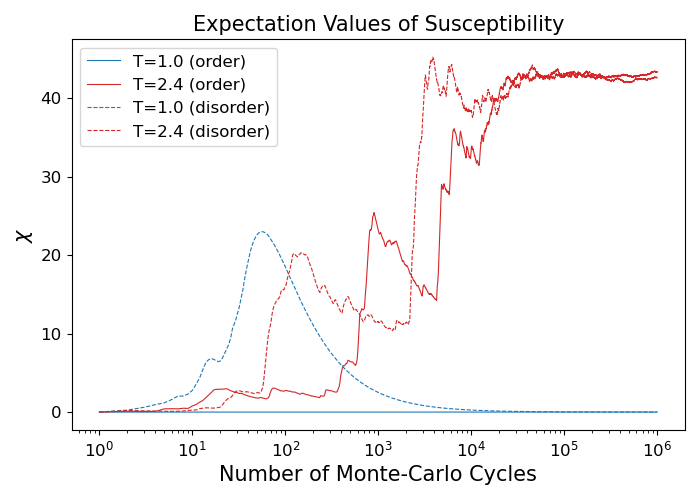 Expectation Values of Susceptibility
T=1.0 (order)
T=2.4 (order)
T=1.0 (disorder)
T=2.4 (disorder)
χ
40
30
20
10
0
10⁰ 10¹ 10² 10³ 10⁴ 10⁵ 10⁶
Number of Monte-Carlo Cycles